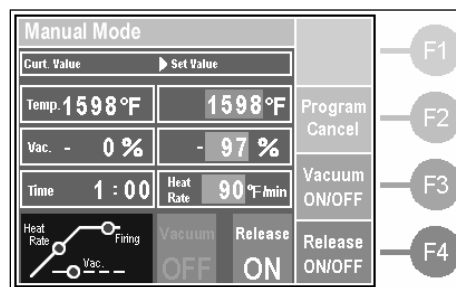 Manual Mode
Curt. Value
Set Value
Temp. 1598°F
1598 °F
Vac. - 0 %
- 97 %
Time 1 : 00
Heat Rate 90 °F/min
Heat Rate
Firing
Vac.
Vacuum
OFF
Release
ON
Program
Cancel
Vacuum
ON/OFF
Release
ON/OFF
F1
F2
F3
F4